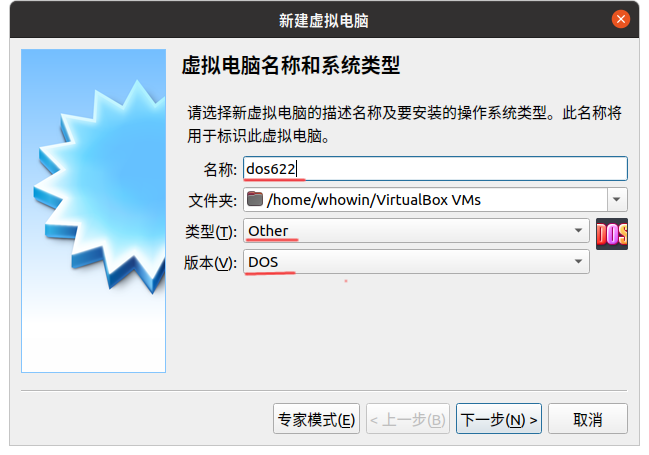 新建虚拟电脑
虚拟电脑名称和系统类型
请选择新虚拟电脑的描述名称及要安装的操作系统类型。此名称将
用于标识此虚拟电脑。
名称: dos622
文件夹: /home/whowin/VirtualBox VMs
类型(T): Other
DOS
版本(V): DOS
专家模式(E) < 上一步(B) 下一步(N) > 取消